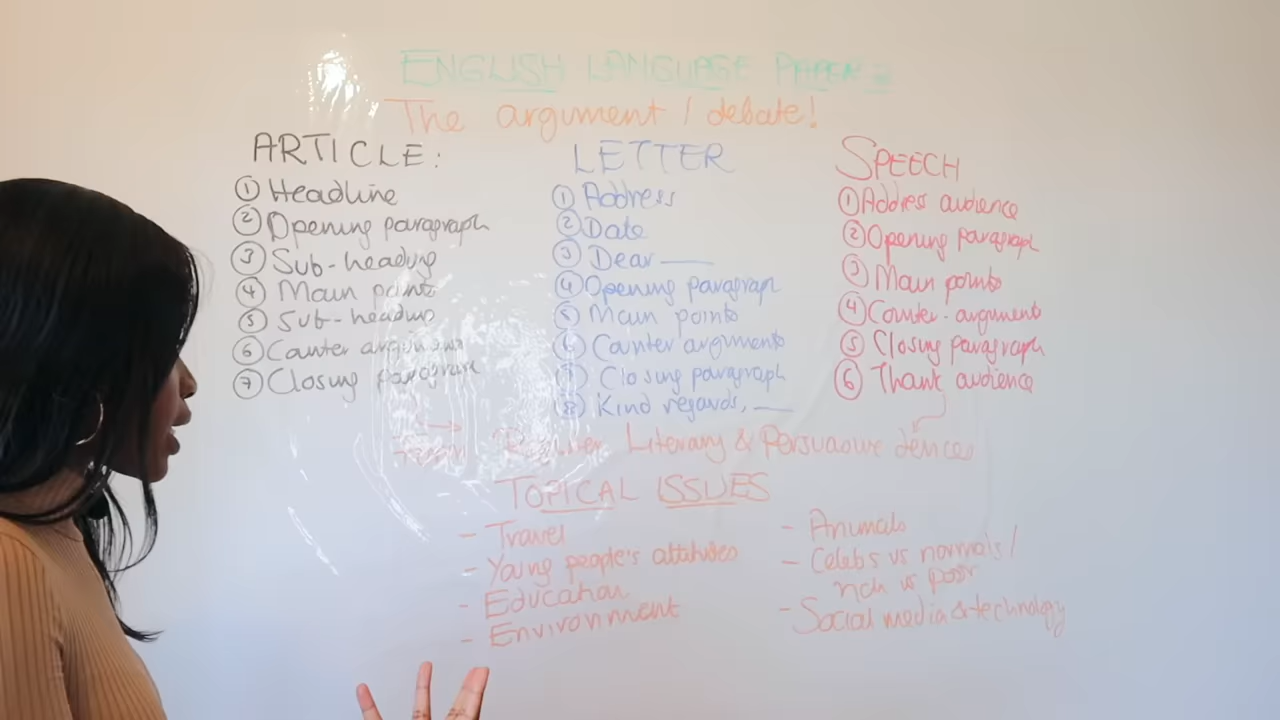 ENGLISH LANGUAGE PAPER 2
The argument / debate!
ARTICLE:
① Headline
② Opening paragraph
③ Sub-heading
④ Main points
⑤ Sub-heading
⑥ Counter arguments
⑦ Closing paragraph
LETTER
① Address
② Date
③ Dear ____
④ Opening paragraph
⑤ Main points
⑥ Counter arguments
⑦ Closing paragraph
⑧ Kind regards, ___
SPEECH
① Address audience
② Opening paragraph
③ Main points
④ Counter-arguments
⑤ Closing paragraph
⑥ Thank audience
Literary & Persuasive devices
TOPICAL ISSUES
- Travel
- Young people's attitudes
- Education
- Environment
- Animals
- Celebs vs normals /
rich vs poor
- Social media & technology